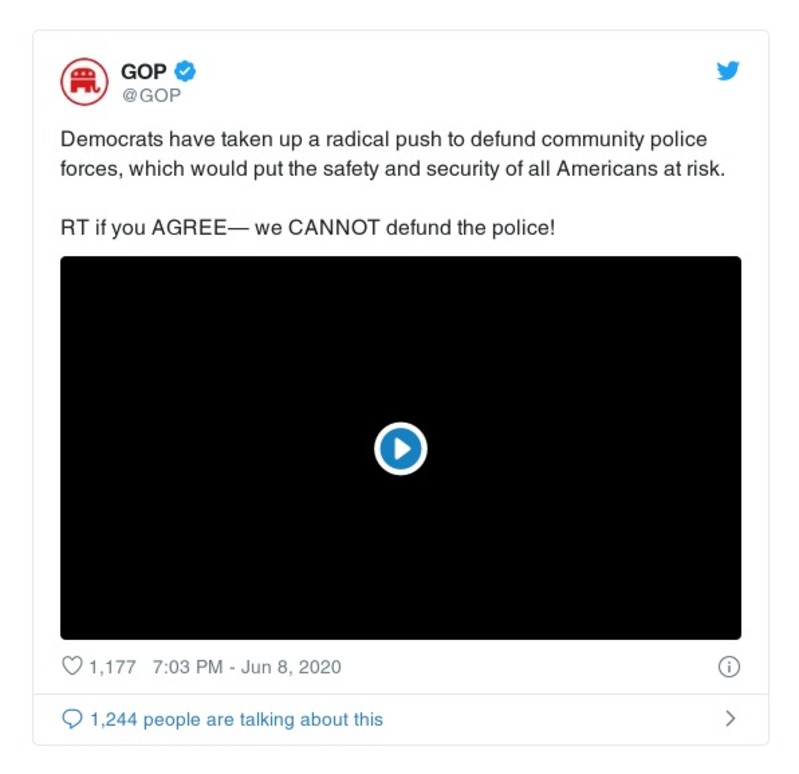 GOP
@GOP
Democrats have taken up a radical push to defund community police
forces, which would put the safety and security of all Americans at risk.
RT if you AGREE— we CANNOT defund the police!
1,177 7:03 PM - Jun 8, 2020
1,244 people are talking about this